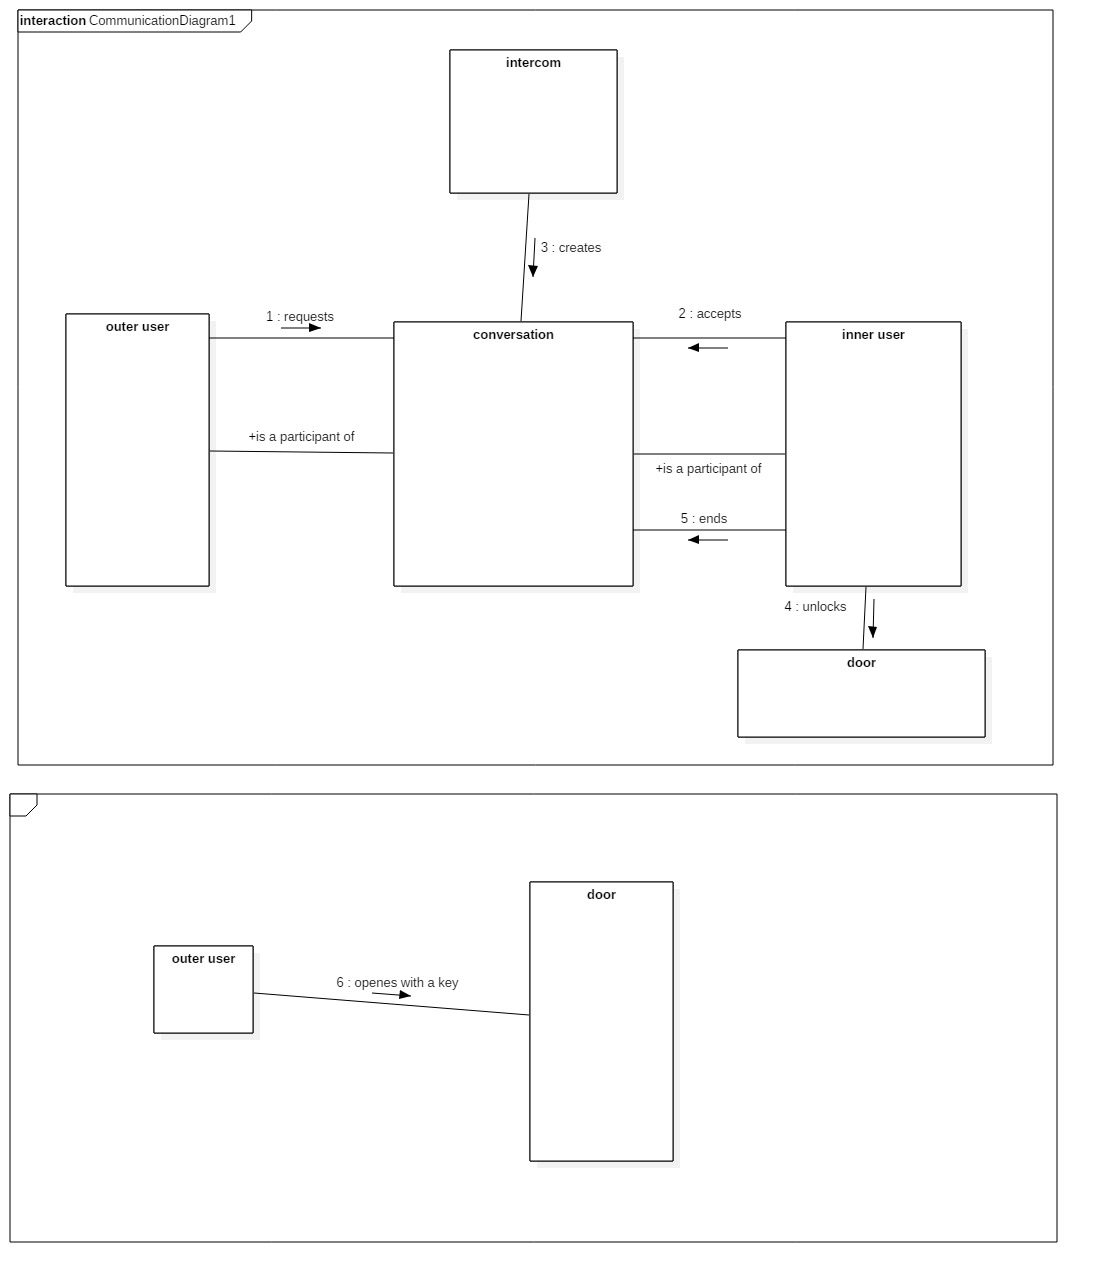 interaction CommunicationDiagram1
intercom
3 : creates
outer user
1 : requests
conversation
2 : accepts
inner user
+is a participant of
+is a participant of
5 : ends
4 : unlocks
door
door
outer user
6 : openes with a key